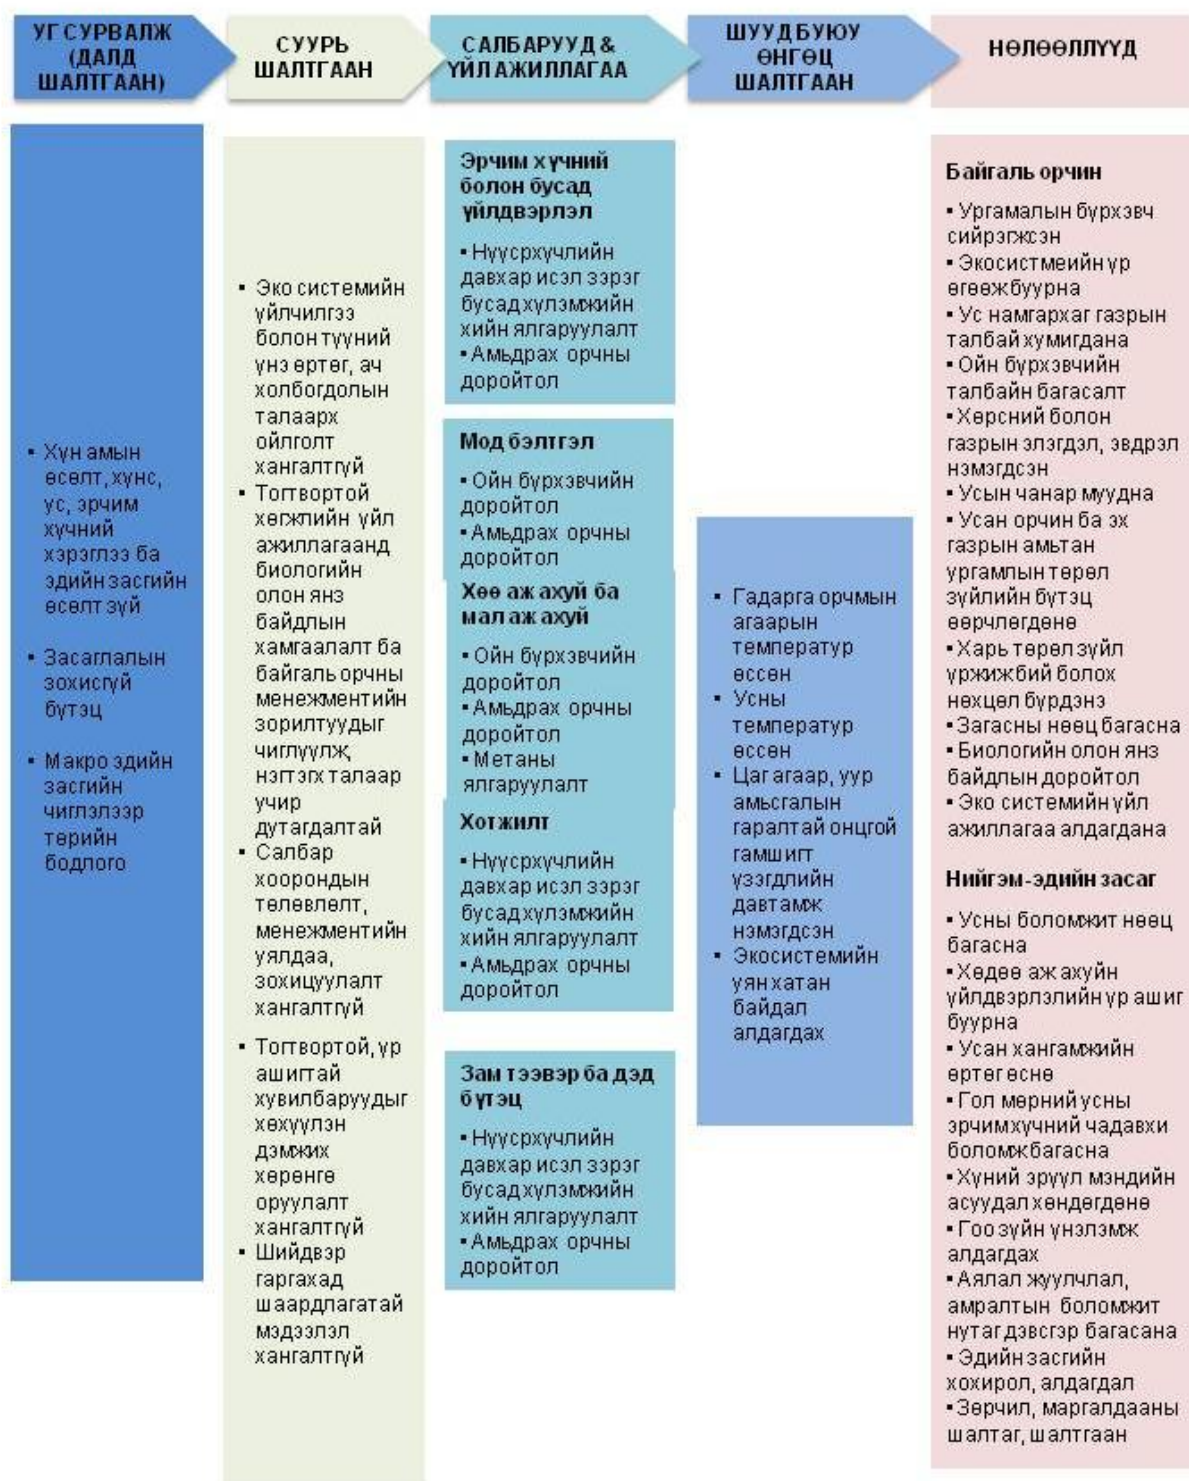 УГ СУРВАЛЖ
(ДАЛД
ШАЛТГААН)
СУУРЬ
ШАЛТГААН
САЛБАРУУД &
ҮЙЛ АЖИЛЛАГАА
ШУУД БУЮУ
ӨНГӨЦ
ШАЛТГААН
НӨЛӨӨЛЛҮҮД
▪ Хүн амын
өсөлт, хүнс,
ус, эрчим
хүчний
хэрэглээ ба
эдийн засгийн
өсөлт зүй
▪ Засаглалын
зохисгүй
бүтэц
▪ Макро эдийн
засгийн
чиглэлээр
төрийн
бодлого
▪ Эко системийн
үйлчилгээ
болон түүний
үнэ өртөг, ач
холбогдолын
талаарх
ойлголт
хангалтгүй
▪ Тогтвортой
хөгжлийн үйл
ажиллагаанд
биологийн
олон янз
байдлын
хамгаалалт ба
байгаль орчны
менежментийн
зорилтуудыг
чиглүүлж,
нэгтэгх талаар
учир
дутагдалтай
▪ Салбар
хоорондын
төлөвлөлт,
менежментийн
уялдаа,
зохицуулалт
хангалтгүй
▪ Тогтвортой, үр
ашигтай
хувилбаруудыг
хөхүүлэн
дэмжих
хөрөнгө
оруулалт
хангалтгүй
▪ Шийдвэр
гаргахад
шаардлагатай
мэдээлэл
хангалтгүй
Эрчим хүчний
болон бусад
үйлдвэрлэл
▪ Нүүсрхүчлийн
давхар исэл зэрэг
бусад хүлэмжийн
хийн ялгаруулалт
▪ Амьдрах орчны
доройтол
Мод бэлтгэл
▪ Ойн бүрхэвчийн
доройтол
▪ Амьдрах орчны
доройтол
Хөө аж ахуй ба
мал аж ахуй
▪ Ойн бүрхэвчийн
доройтол
▪ Амьдрах орчны
доройтол
▪ Метаны
ялгаруулалт
Хотжилт
▪ Нүүсрхүчлийн
давхар исэл зэрэг
бусад хүлэмжийн
хийн ялгаруулалт
▪ Амьдрах орчны
доройтол
Зам тээвэр ба дэд
бүтэц
▪ Нүүсрхүчлийн
давхар исэл зэрэг
бусад хүлэмжийн
хийн ялгаруулалт
▪ Амьдрах орчны
доройтол
▪ Гадарга орчмын
агаарын
температур
өссөн
▪ Усны
температур
өссөн
▪ Цаг агаар, уур
амьсгалын
гаралтай онцгой
гамшигт
үзэгдлийн
давтамж
нэмэгдсэн
▪ Экосистемийн
уян хатан
байдал
алдагдах
Байгаль орчин
▪ Ургамалын бүрхэвч
сийрэгжсэн
▪ Экосистмеийн үр
өгөөж буурна
▪ Ус намгархаг газрын
талбай хумигдана
▪ Ойн бүрхэвчийн
талбайн багасалт
▪ Хөрсний болон
газрын элэгдэл, эвдрэл
нэмэгдсэн
▪ Усын чанар муудна
▪ Усан орчин ба эх
газрын амьтан
ургамлын төрөл
зүйлийн бүтэц
өөрчлөгдөнө
▪ Харь төрөл зүйл
үржижбий болох
нөхцөл бүрдэнэ
▪ Загасны нөөц багасна
▪ Биологийн олон янз
байдлын доройтол
▪ Эко системийн үйл
ажиллагаа алдагдана
Нийгэм-эдийн засаг
▪ Усны боломжит нөөц
багасна
▪ Хөдөө аж ахуйн
үйлдвэрлэлийн үр ашиг
буурна
▪ Усан хангамжийн
өртөг өснө
▪ Гол мөрний усны
эрчимхүчний чадавхи
боломж багасна
▪ Хүний эрүүл мэндийн
асуудал хөндөгдөнө
▪ Гоо зүйн үнэлэмж
алдагдах
▪ Аялал жуулчлал,
амралтын боломжит
нутаг дэвсгэр багасана
▪ Эдийн засгийн
хохирол, алдагдал
▪ Зөрчил, маргалдааны
шалтаг, шалтгаан